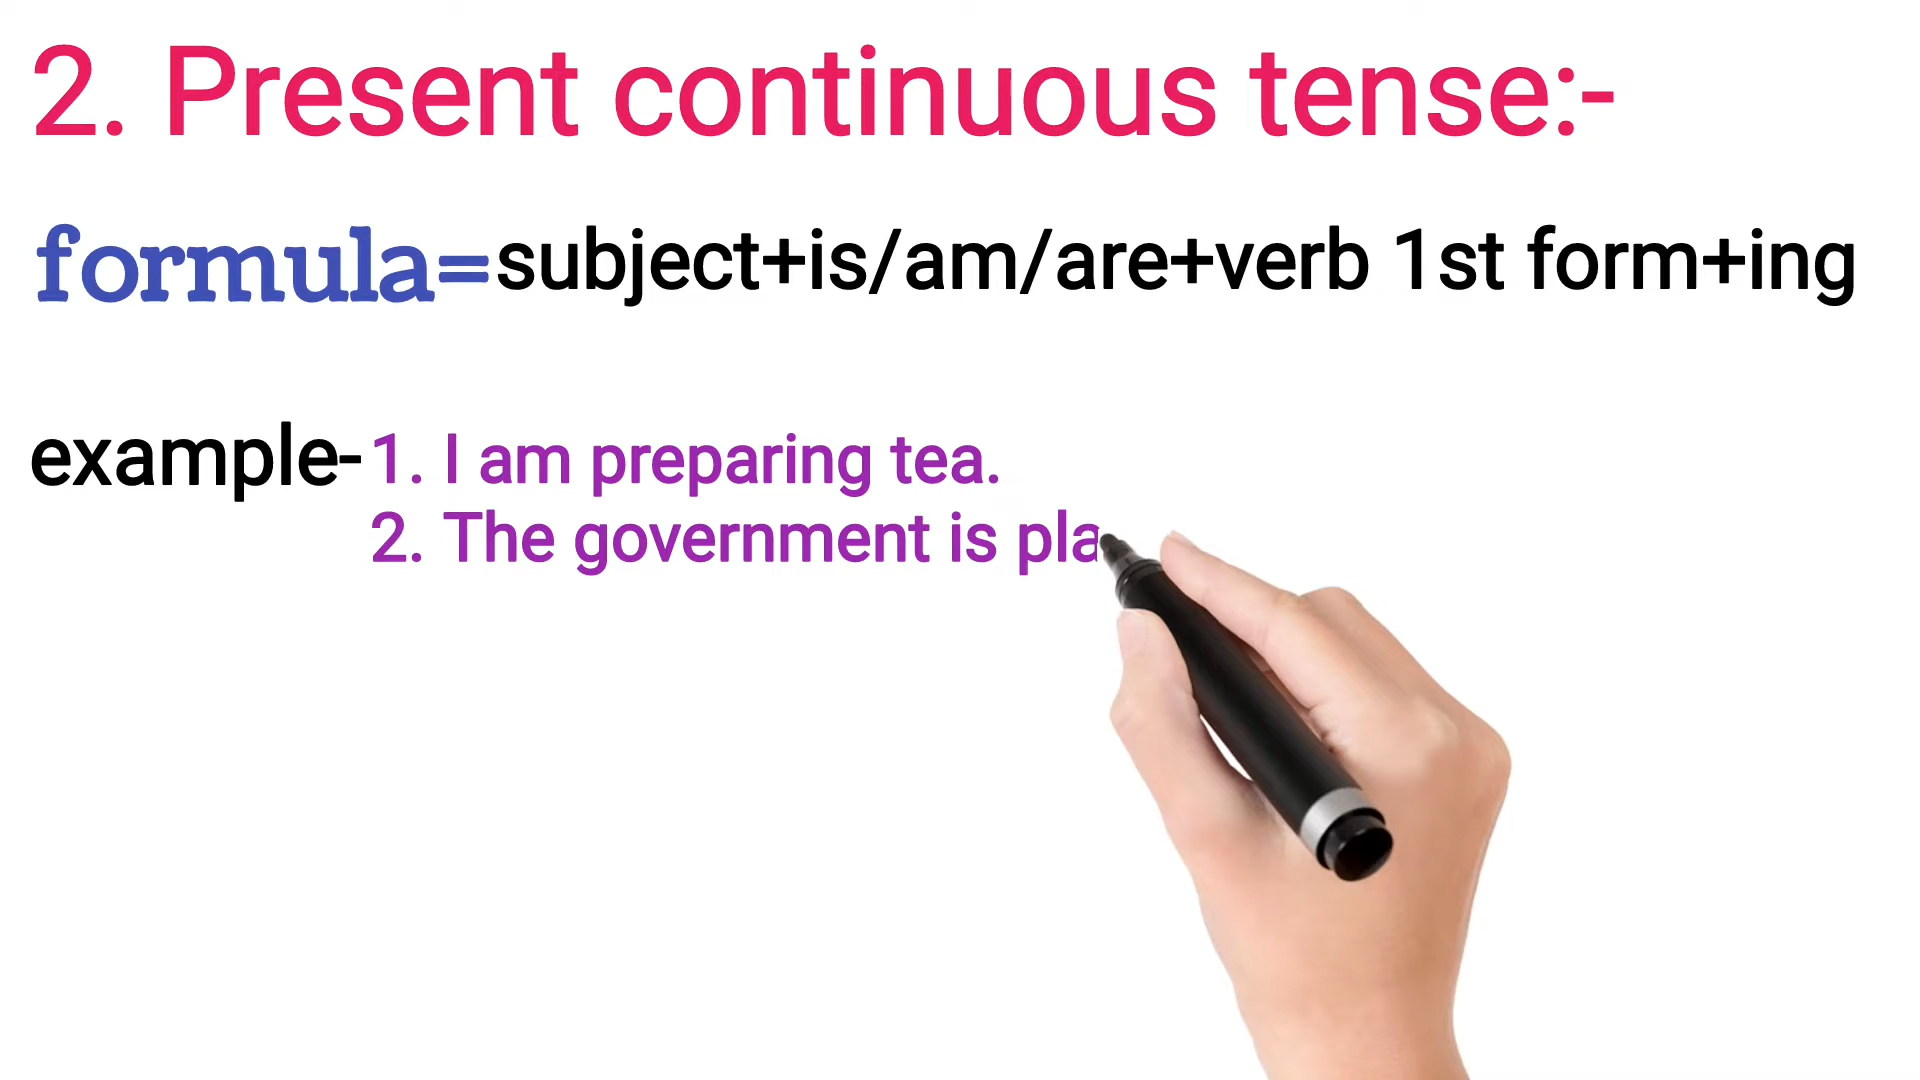 2. Present continuous tense:-
formula=subject+is/am/are+verb 1st form+ing
example- 1. I am preparing tea.
2. The government is pla